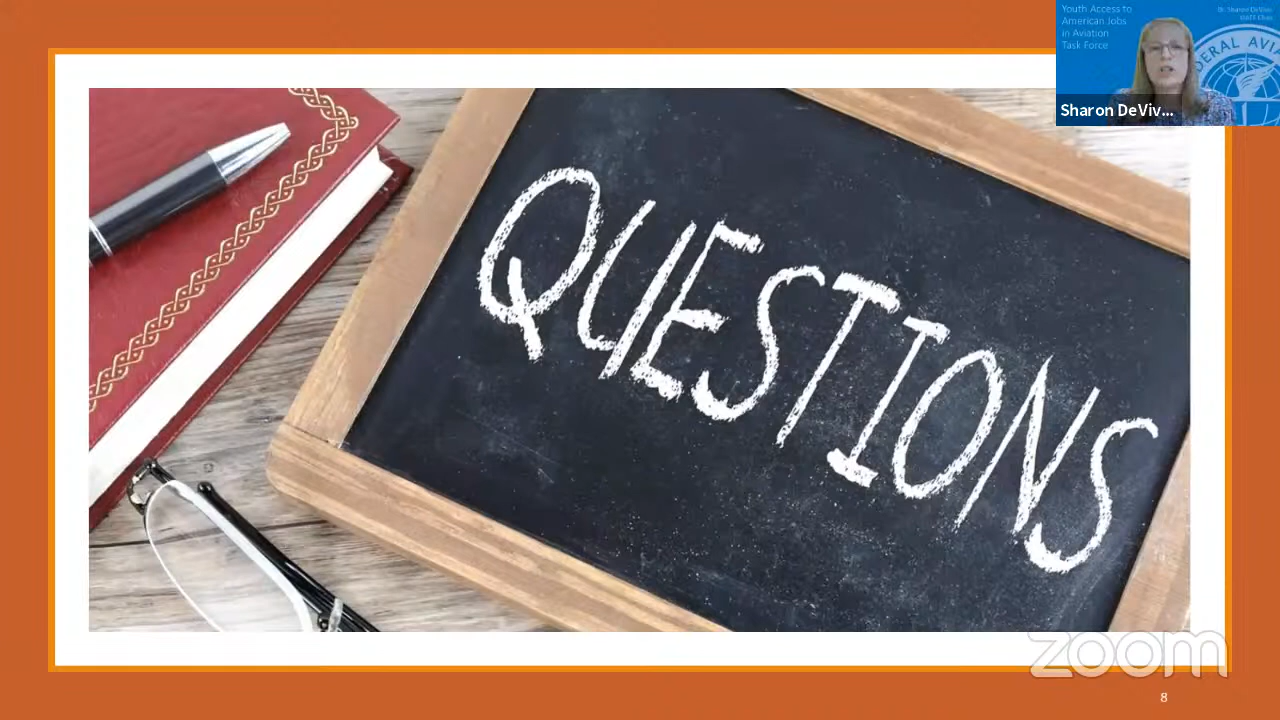 Youth Access to
American Jobs
in Aviation
Task Force
Sharon DeViv...
QUESTIONS
zoom
8